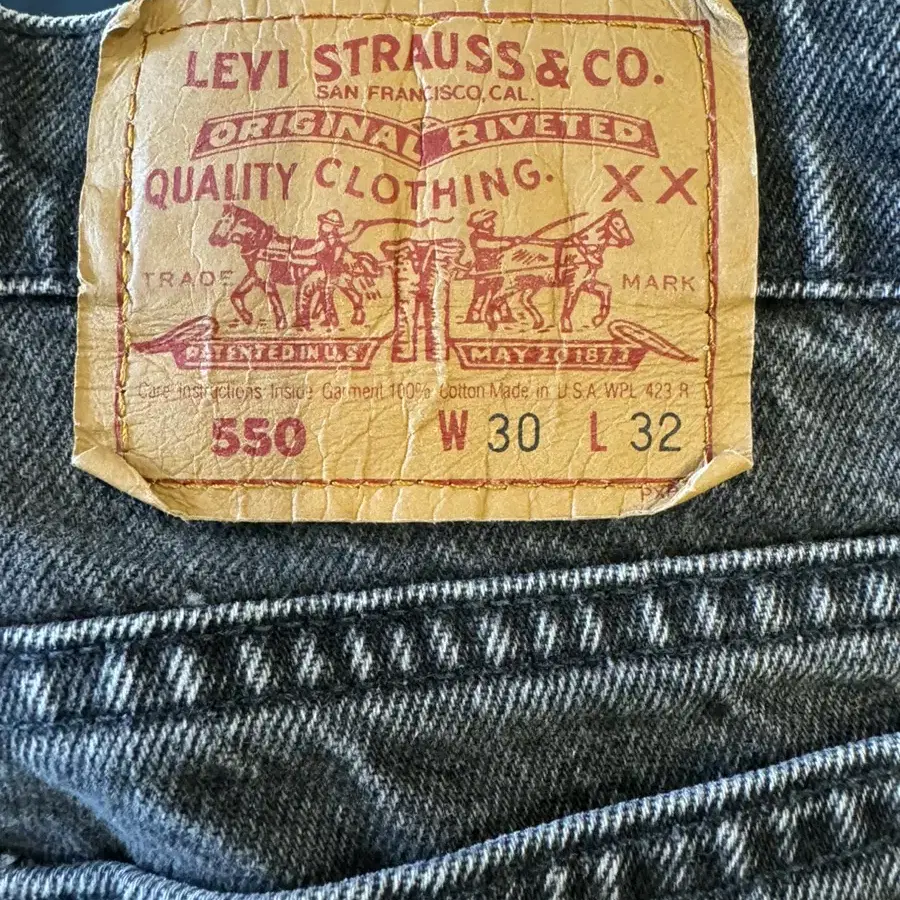 LEVI STRAUSS & CO.
SAN FRANCISCO, CAL.
ORIGINAL RIVETED
QUALITY CLOTHING. XX
TRADE MARK
PATENTED IN U.S MAY 20 1873
Care Instructions Inside Garment 100% Cotton Made in U.S.A. WPL 423 R
550 W 30 L 32